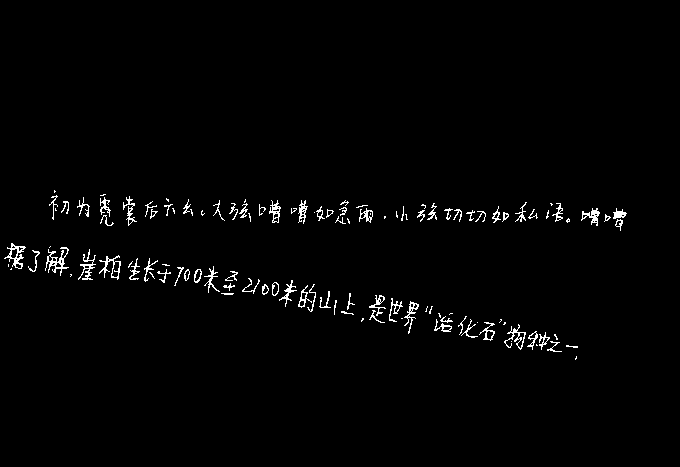 初为霓裳后六幺。大弦嘈嘈如急雨,小弦切切如私语。嘈嘈
据了解,崖柏生长于700米至2100米的山上,是世界“活化石”物种之一,